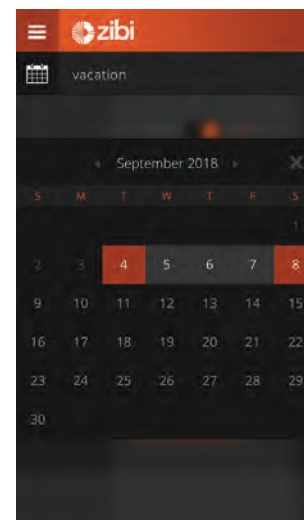 zibi
vacation
September 2018
S M T W T F S
1
2 3 4 5 6 7 8
9 10 11 12 13 14 15
16 17 18 19 20 21 22
23 24 25 26 27 28 29
30